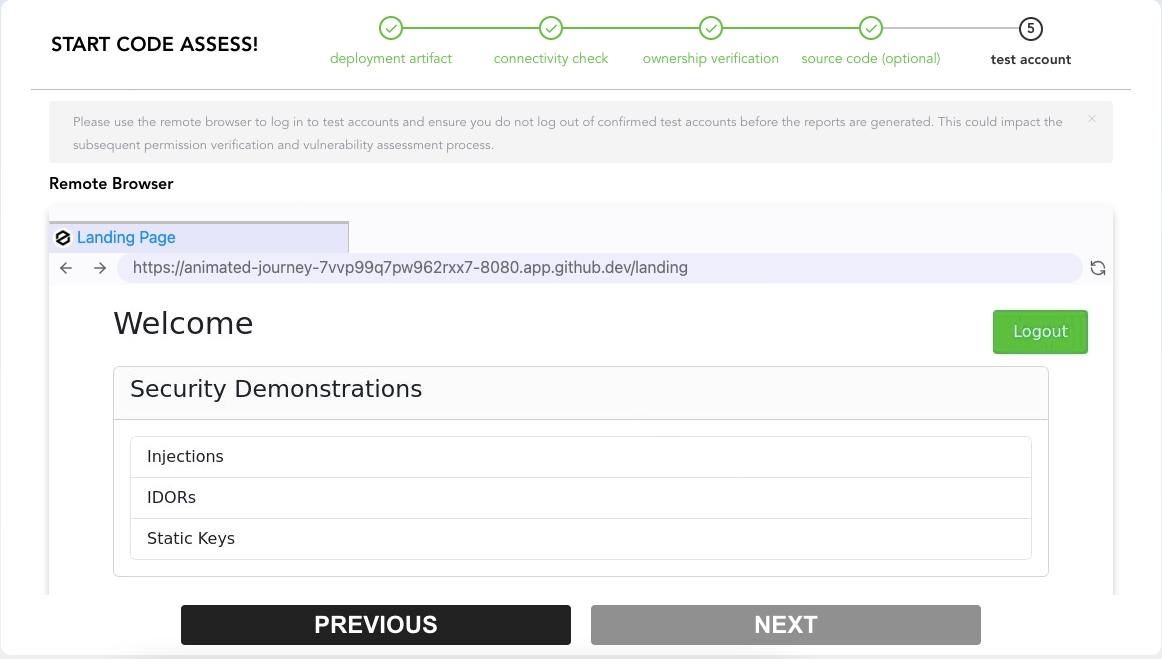 START CODE ASSESS!
5
deployment artifact
connectivity check
ownership verification
source code (optional)
test account
Please use the remote browser to log in to test accounts and ensure you do not log out of confirmed test accounts before the reports are generated. This could impact the
subsequent permission verification and vulnerability assessment process.
Remote Browser
Landing Page
https://animated-journey-7vvp99q7pw962rxx7-8080.app.github.dev/landing
Welcome
Logout
Security Demonstrations
Injections
IDORs
Static Keys
PREVIOUS
NEXT